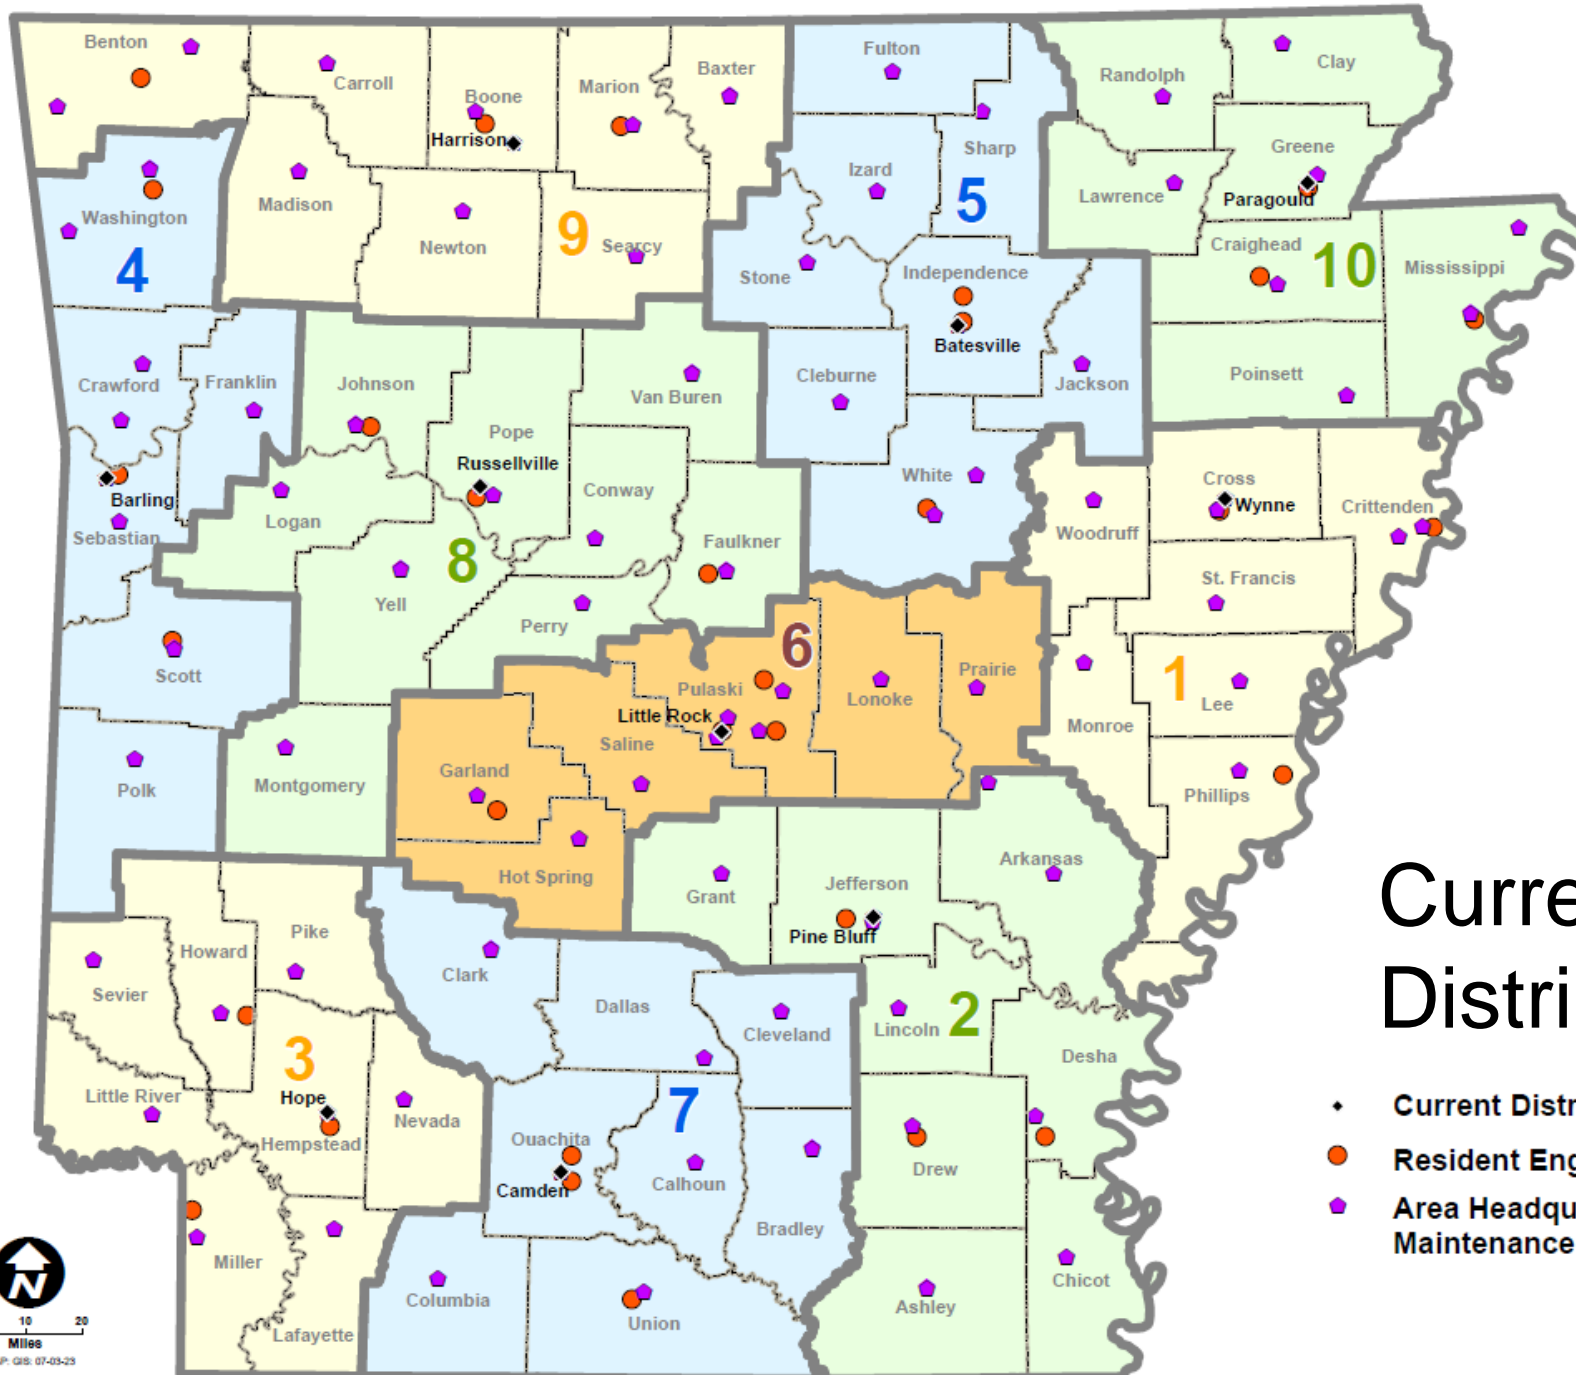 Benton
Carroll
Boone
Harrison
Marion
Baxter
Fulton
Randolph
Clay
Sharp
Izard
Greene
Lawrence
Paragould
Washington
Madison
Newton
9
Searcy
5
4
Stone
Independence
Craighead
10
Mississippi
Batesville
Crawford
Franklin
Johnson
Van Buren
Cleburne
Jackson
Poinsett
Pope
Russellville
Conway
White
Cross
Wynne
Crittenden
Barling
Sebastian
Logan
Woodruff
8
Faulkner
St. Francis
Yell
Perry
6
Scott
Pulaski
Little Rock
Lonoke
Prairie
1
Lee
Saline
Monroe
Polk
Montgomery
Garland
Phillips
Hot Spring
Grant
Jefferson
Pine Bluff
Arkansas
Howard
Pike
Sevier
Clark
Dallas
Cleveland
Lincoln
2
Desha
3
Little River
Hope
Hempstead
Nevada
7
Ouachita
Camden
Calhoun
Bradley
Drew
Miller
Lafayette
Columbia
Union
Ashley
Chicot
Curre
Distri
Current Distr
Resident Eng
Area Headqu
Maintenance
N
10 20
Miles
P: GIS: 07-03-23